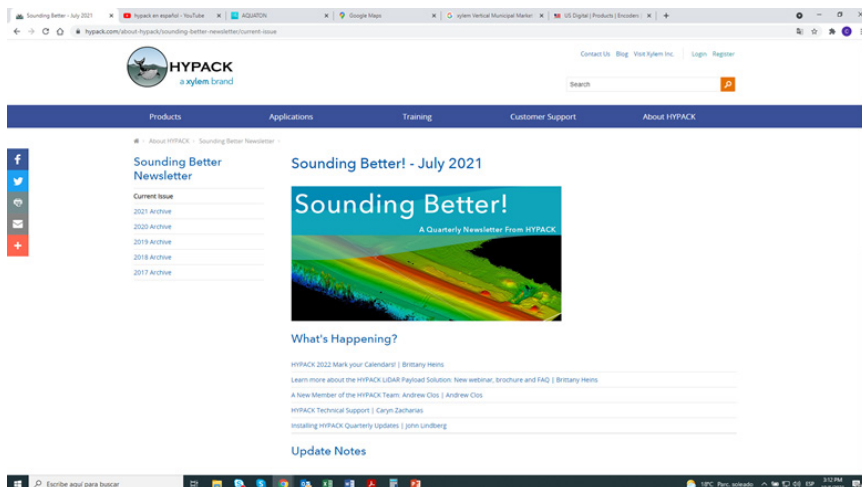 Sounding Better - July 2021
hypack en español - YouTube
AQUATON
Google Maps
xylem Vertical Municipal Market
US Digital | Products | Encoders |
hypack.com/about-hypack/sounding-better-newsletter/current-issue
Contact Us Blog Visit Xylem Inc. Login Register
HYPACK
a xylem brand
Search
Products Applications Training Customer Support About HYPACK
About HYPACK Sounding Better Newsletter
Sounding Better
Newsletter
Current Issue
2021 Archive
2020 Archive
2019 Archive
2018 Archive
2017 Archive
Sounding Better! - July 2021
Sounding Better!
A Quarterly Newsletter From HYPACK
What's Happening?
HYPACK 2022 Mark your Calendars! | Brittany Heins
Learn more about the HYPACK LiDAR Payload Solution: New webinar, brochure and FAQ | Brittany Heins
A New Member of the HYPACK Team: Andrew Clos | Andrew Clos
HYPACK Technical Support | Caryn Zacharias
Installing HYPACK Quarterly Updates | John Lindberg
Update Notes
Escribe aquí para buscar
18°C Parc. soleado
ESP
3:12 PM